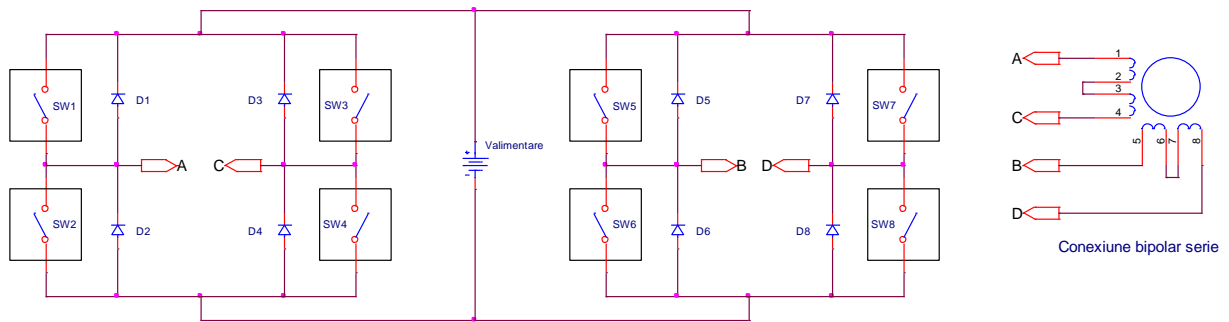 SW1
D1
D3
SW3
A
C
SW2
D2
D4
SW4
Valimentare
SW5
D5
D7
SW7
B
D
SW6
D6
D8
SW8
A
1
2
3
C
4
5
6
7
8
B
D
Conexiune bipolar serie